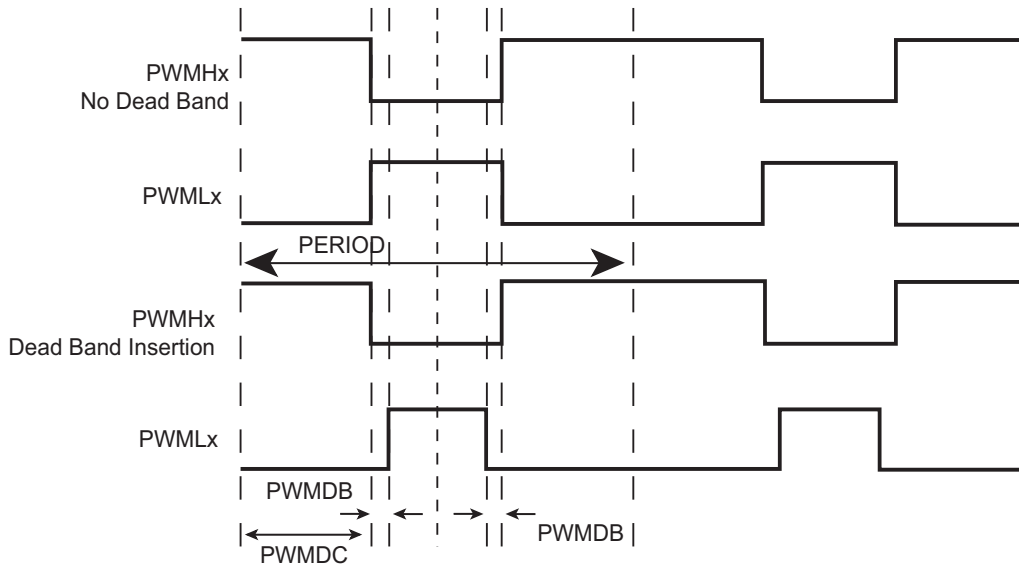 PWMHx
No Dead Band
PWMLx
PERIOD
PWMHx
Dead Band Insertion
PWMLx
PWMDB
PWMDB
PWMDC